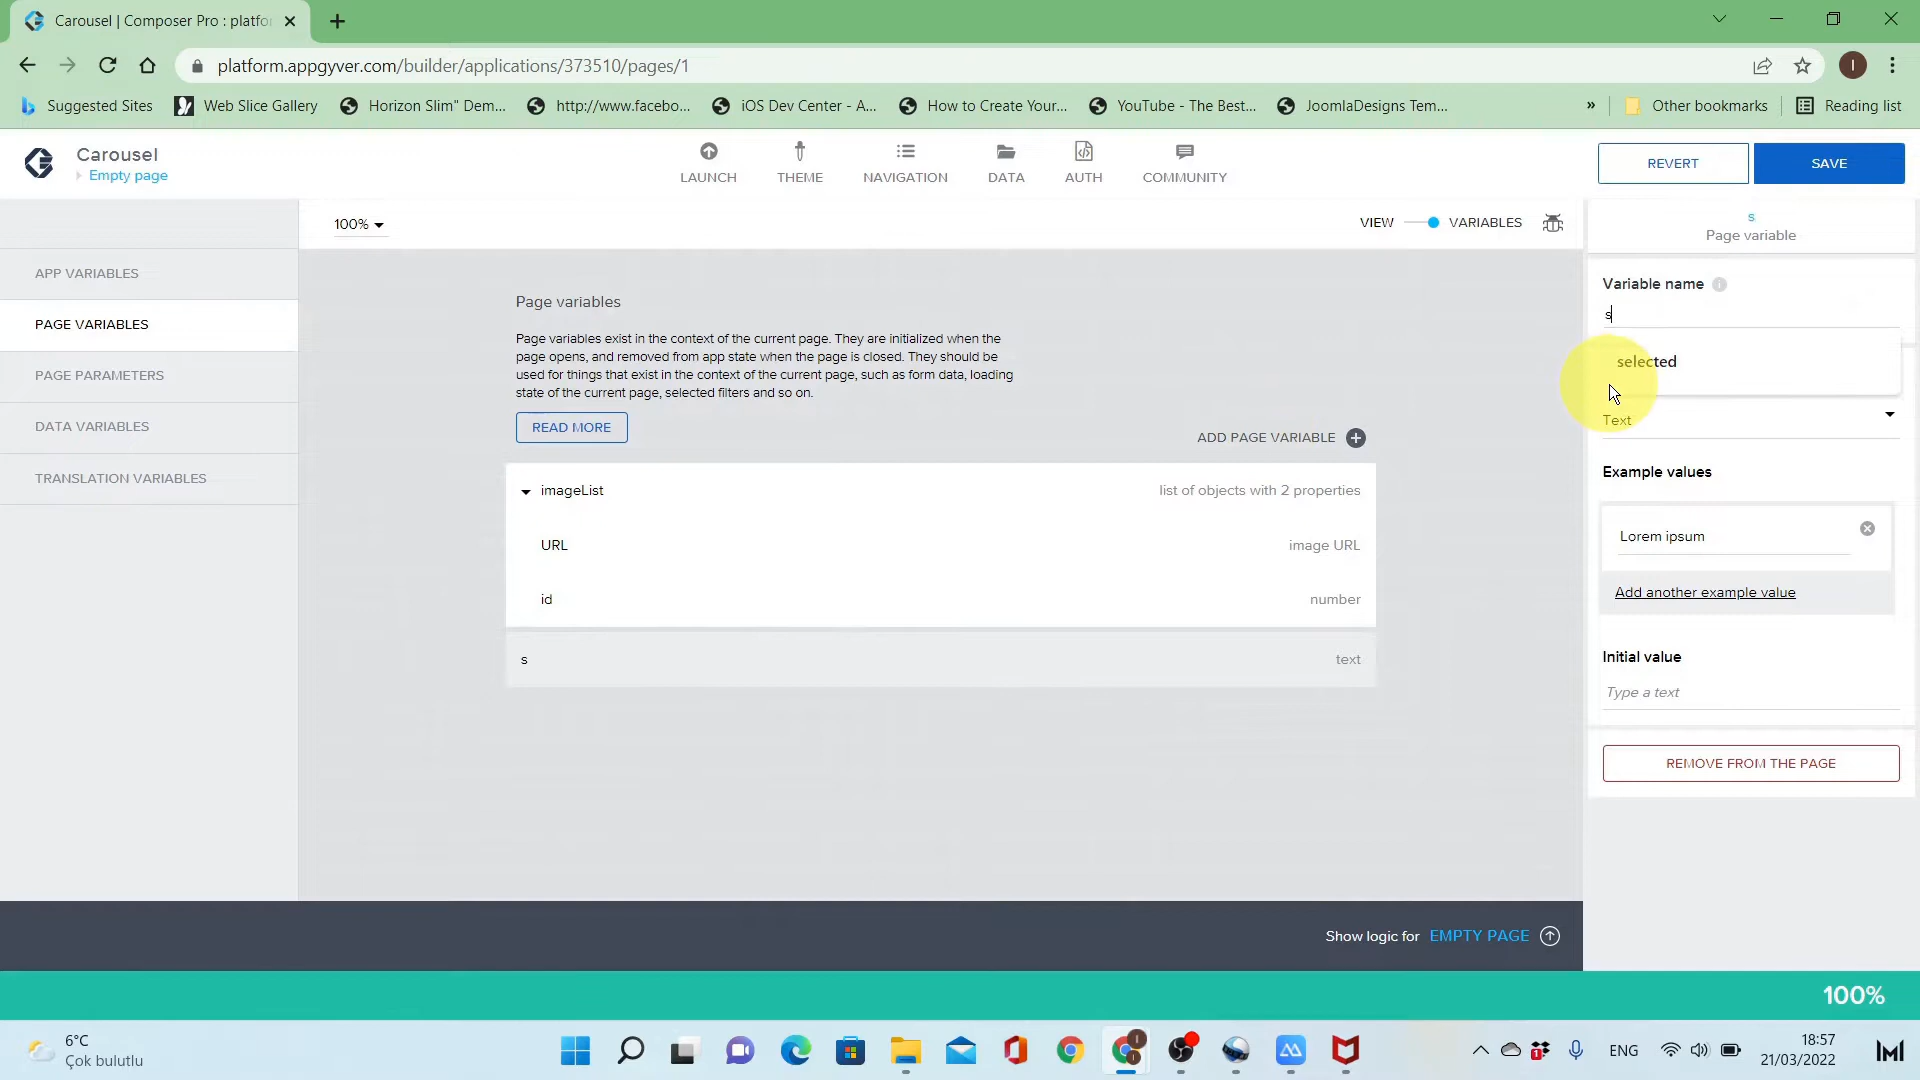 Carousel | Composer Pro : platfo
platform.appgyver.com/builder/applications/373510/pages/1
I
Suggested Sites
Web Slice Gallery
Horizon Slim" Dem...
http://www.facebo...
iOS Dev Center - A...
How to Create Your...
YouTube - The Best...
JoomlaDesigns Tem...
»
Other bookmarks
Reading list
Carousel
Empty page
LAUNCH
THEME
NAVIGATION
DATA
AUTH
COMMUNITY
REVERT
SAVE
100%
VIEW
VARIABLES
s
Page variable
APP VARIABLES
PAGE VARIABLES
PAGE PARAMETERS
DATA VARIABLES
TRANSLATION VARIABLES
Page variables
Page variables exist in the context of the current page. They are initialized when the
page opens, and removed from app state when the page is closed. They should be
used for things that exist in the context of the current page, such as form data, loading
state of the current page, selected filters and so on.
READ MORE
ADD PAGE VARIABLE
imageList
list of objects with 2 properties
URL
image URL
id
number
s
text
Variable name
s
selected
Text
Example values
Lorem ipsum
Add another example value
Initial value
Type a text
REMOVE FROM THE PAGE
Show logic for EMPTY PAGE
100%
6°C
Çok bulutlu
1
ENG
18:57
21/03/2022